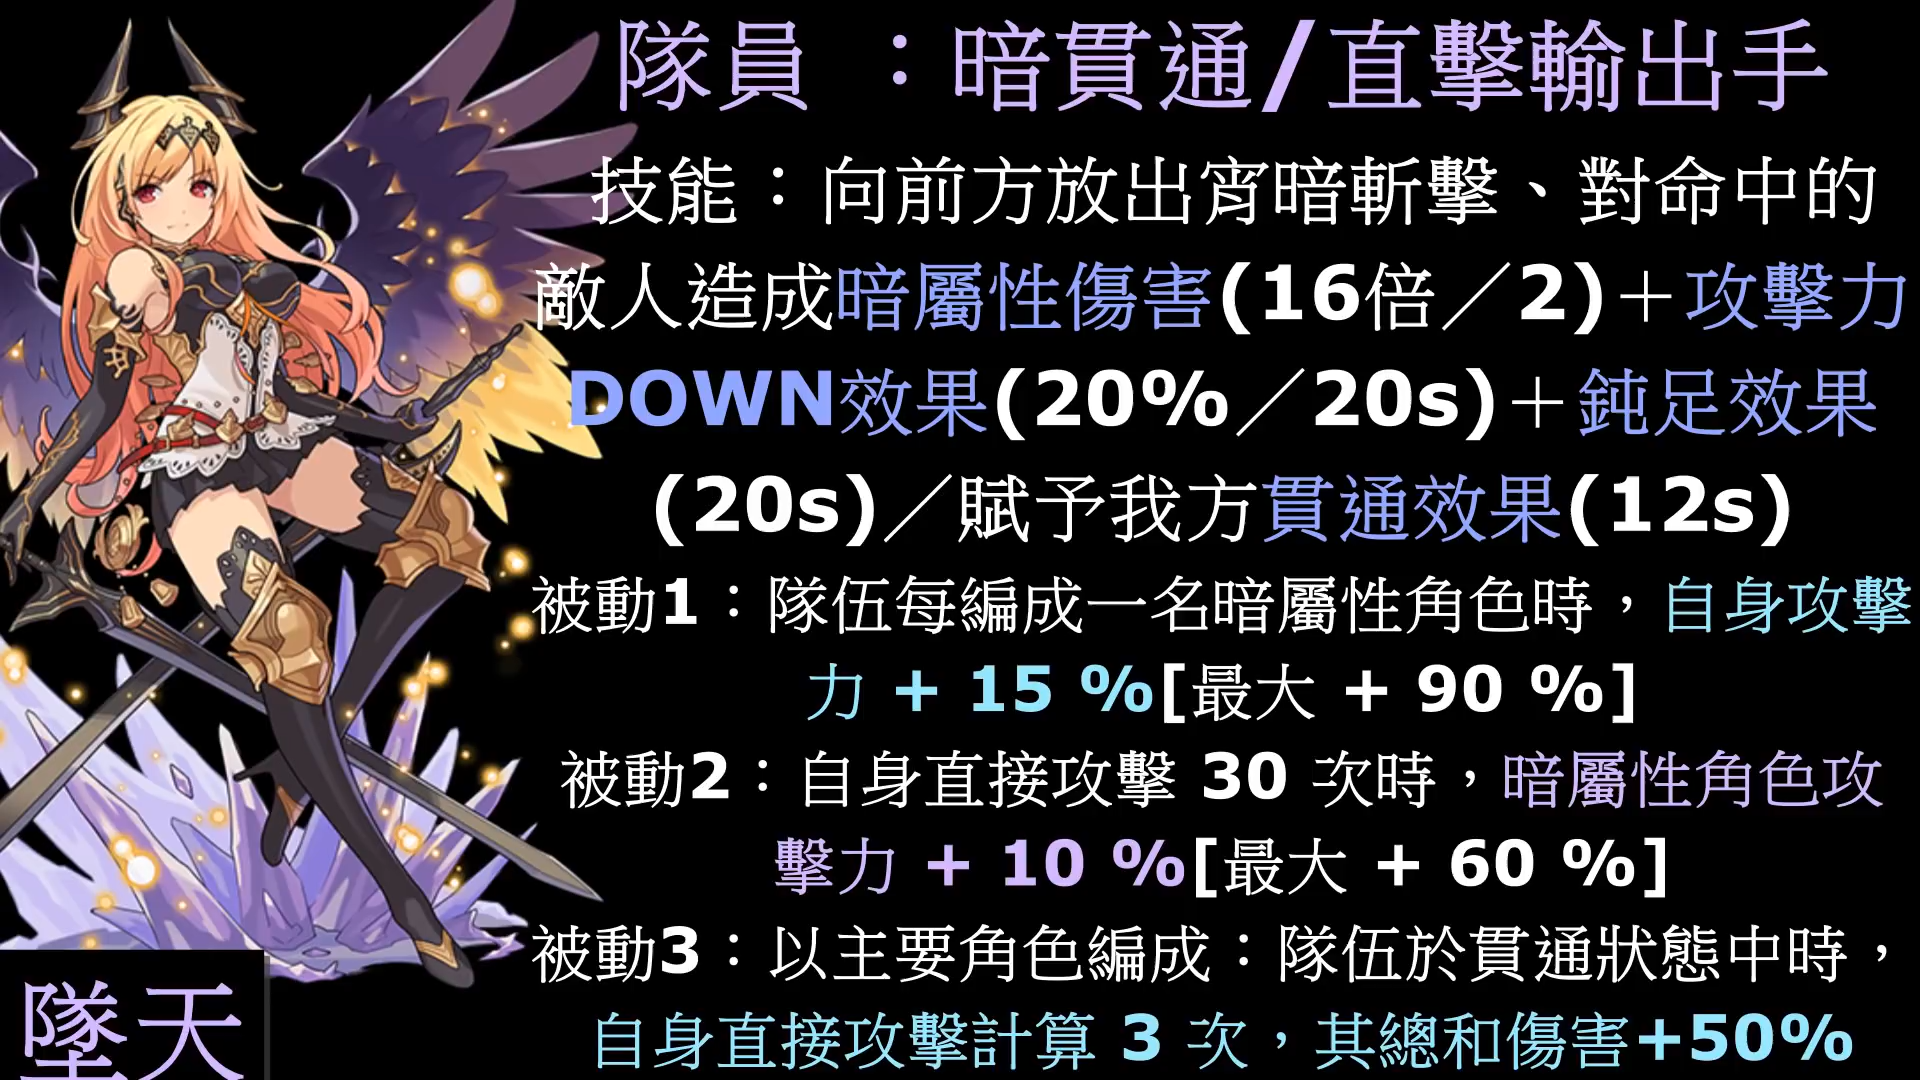 隊員 ：暗貫通/直擊輸出手
技能：向前方放出宵暗斬擊、對命中的
敵人造成暗屬性傷害(16倍／2)＋攻擊力
DOWN效果(20%／20s)＋鈍足效果
(20s)／賦予我方貫通效果(12s)
被動1：隊伍每編成一名暗屬性角色時，自身攻擊
力 + 15 %[最大 + 90 %]
被動2：自身直接攻擊 30 次時，暗屬性角色攻
擊力 + 10 %[最大 + 60 %]
被動3：以主要角色編成：隊伍於貫通狀態中時，
自身直接攻擊計算 3 次，其總和傷害+50%
墜天